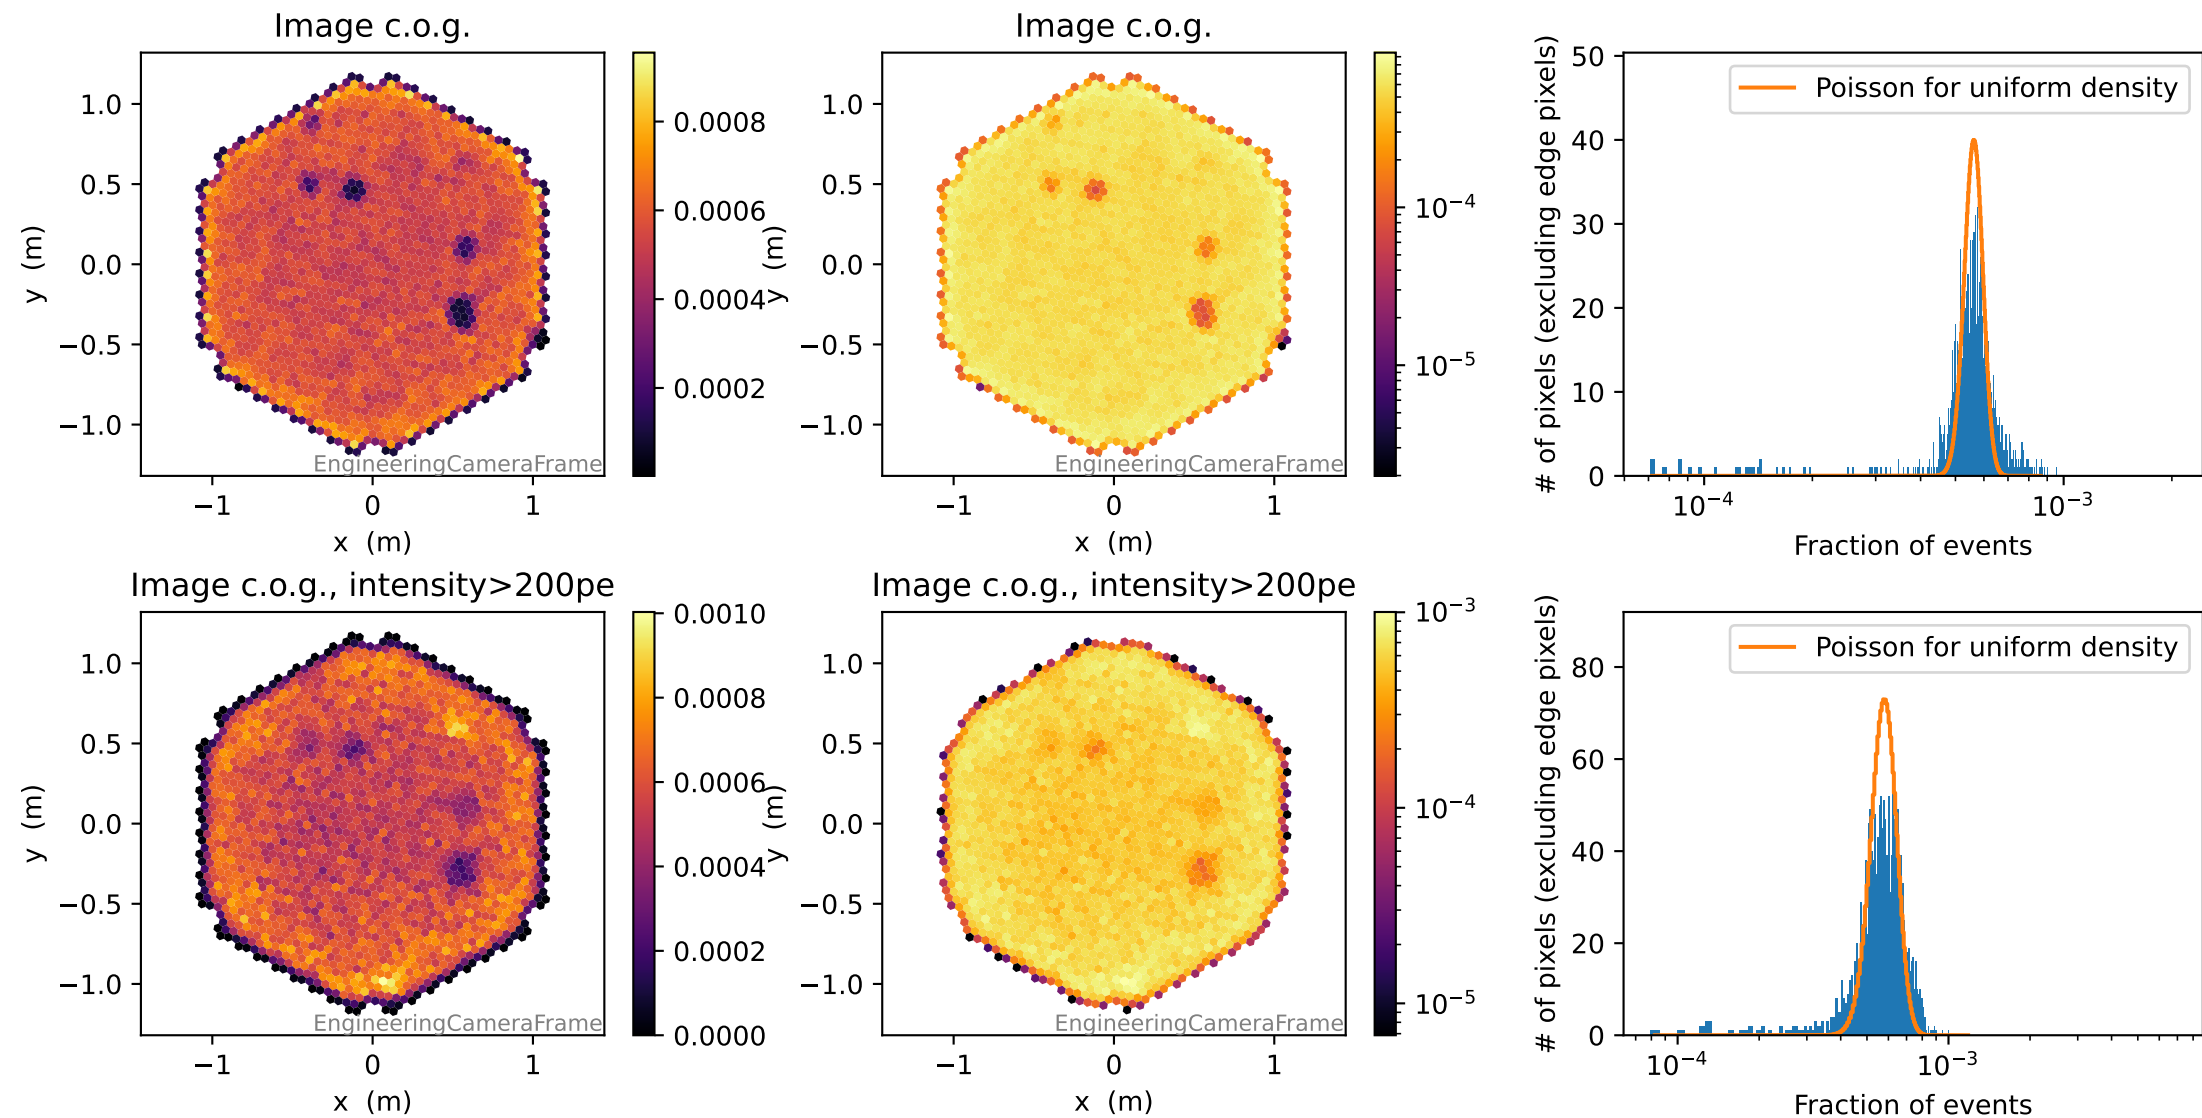 Image c.o.g.
1.0
0.5
0.0
−0.5
−1.0
y (m)
−1
0
1
x (m)
EngineeringCameraFrame
0.0008
0.0006
0.0004
0.0002
Image c.o.g.
1.0
0.5
0.0
−0.5
−1.0
y (m)
−1
0
1
x (m)
EngineeringCameraFrame
10⁻⁴
10⁻⁵
# of pixels (excluding edge pixels)
50
40
30
20
10
0
Poisson for uniform density
10⁻⁴
10⁻³
Fraction of events
Image c.o.g., intensity>200pe
1.0
0.5
0.0
−0.5
−1.0
y (m)
−1
0
1
x (m)
EngineeringCameraFrame
0.0010
0.0008
0.0006
0.0004
0.0002
0.0000
Image c.o.g., intensity>200pe
1.0
0.5
0.0
−0.5
−1.0
y (m)
−1
0
1
x (m)
EngineeringCameraFrame
10⁻³
10⁻⁴
10⁻⁵
# of pixels (excluding edge pixels)
80
60
40
20
0
Poisson for uniform density
10⁻⁴
10⁻³
Fraction of events